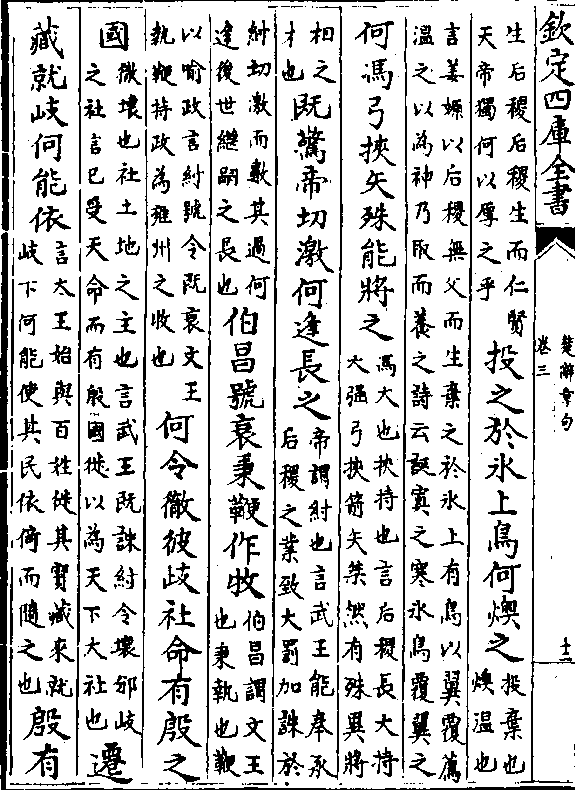 欽定四庫全書
楚辭章句
卷三
生后稷后稷生而仁賢
天帝獨何以厚之乎
投之於氷上鳥何燠之
投棄也
燠温也
言姜嫄以后稷無父而生棄之於氷上有鳥以翼覆薦
温之以為神乃取而養之詩云誕寘之寒氷鳥覆翼之
何馮弓挾矢殊能將之
馮大也挾持也言后稷長大持
大强弓挾箭矢桀然有殊異將
相之
才也
既驚帝切激何逢長之
帝謂紂也言武王能奉承
后稷之業致大罰加誅於
紂切激而數其過何
逢後世繼嗣之長也
伯昌號衰秉鞭作牧
伯昌謂文王
也秉執也鞭
以喻政言紂號令既衰文王
執鞭持政為雍州之牧也
何令徹彼岐社命有殷之
國
徹壞也社土地之主也言武王既誅紂令壞邠岐
之社言已受天命而有殷國徙以為天下大社也
遷
藏就岐何能依
言太王始與百姓徙其寳藏來就
岐下何能使其民依倚而隨之也
殷有